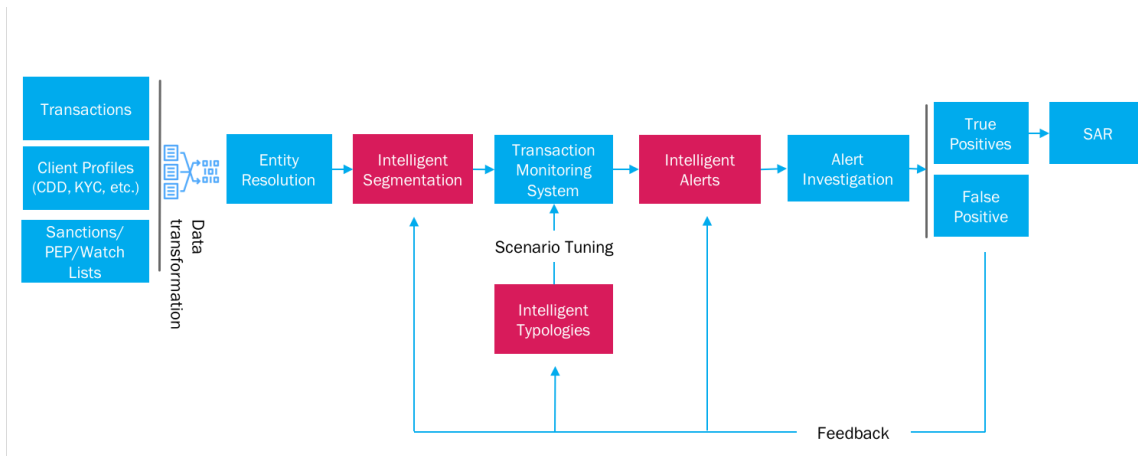 Transactions
Client Profiles
(CDD, KYC, etc.)
Sanctions/
PEP/Watch
Lists
Data
transformation
Entity
Resolution
Intelligent
Segmentation
Transaction
Monitoring
System
Intelligent
Alerts
Alert
Investigation
True
Positives
SAR
False
Positive
Scenario Tuning
Intelligent
Typologies
Feedback